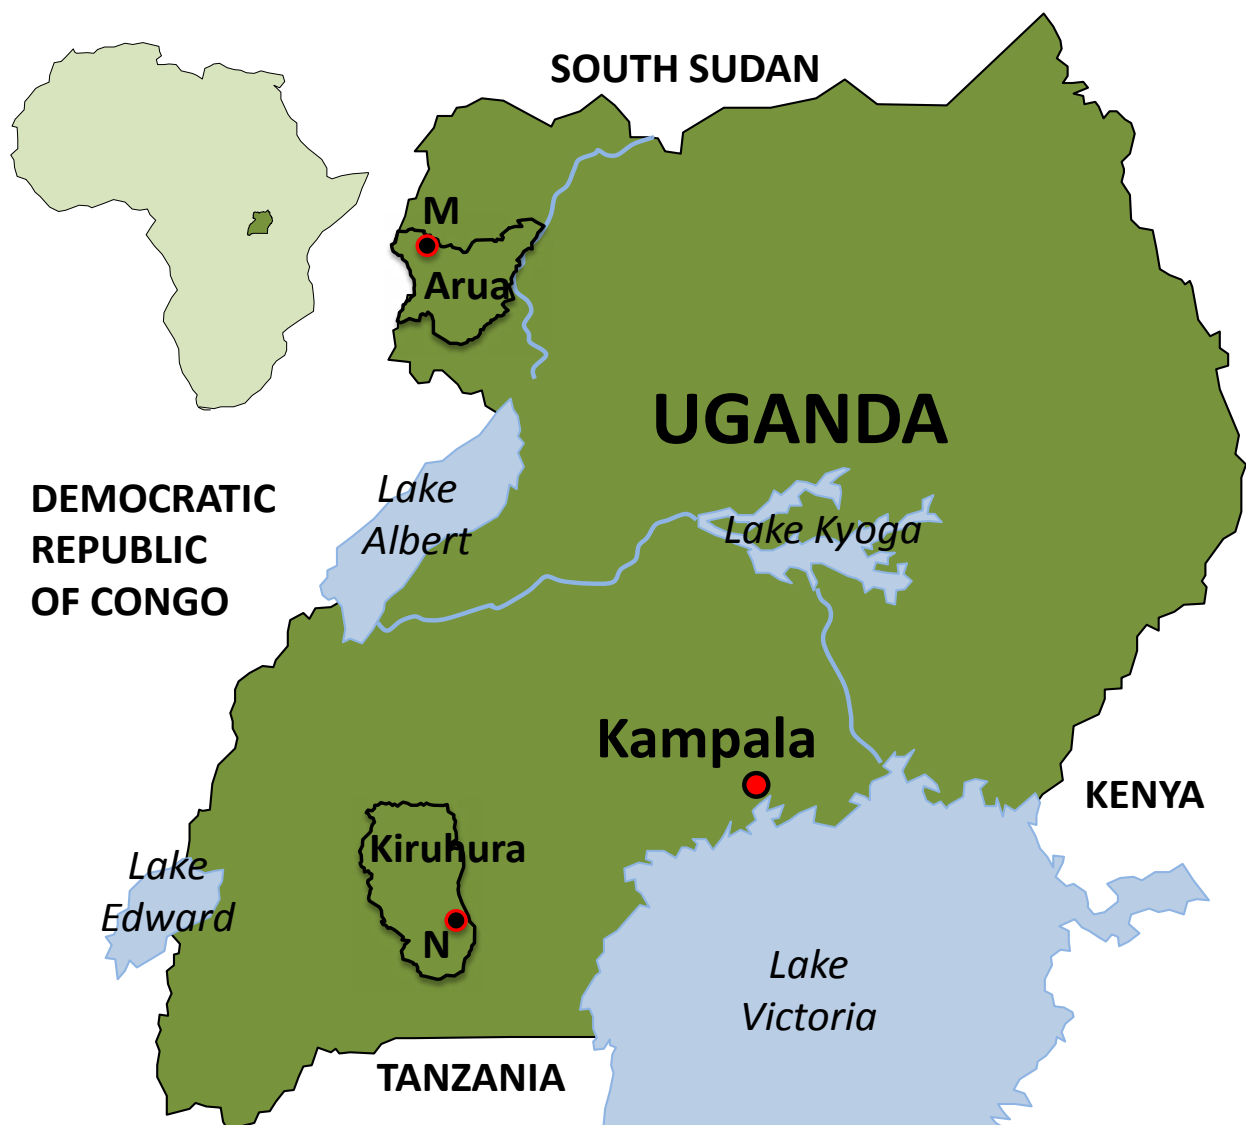 SOUTH SUDAN
M
Arua
UGANDA
Lake
Albert
DEMOCRATIC
REPUBLIC
OF CONGO
Lake Kyoga
Kampala
KENYA
Kiruhura
Lake
Edward
N
Lake
Victoria
TANZANIA